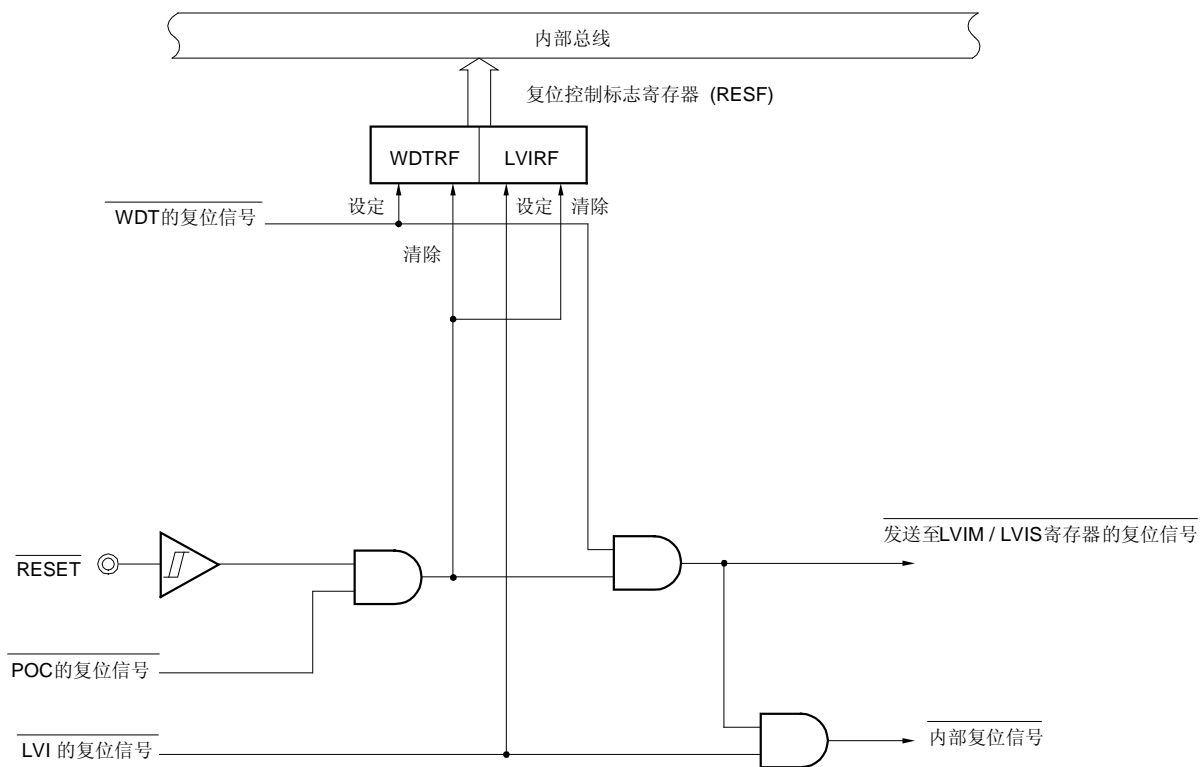 内部总线
复位控制标志寄存器 (RESF)
WDTRF
LVIRF
WDT的复位信号
设定
设定
清除
清除
发送至LVIM / LVIS寄存器的复位信号
RESET
POC的复位信号
LVI 的复位信号
内部复位信号